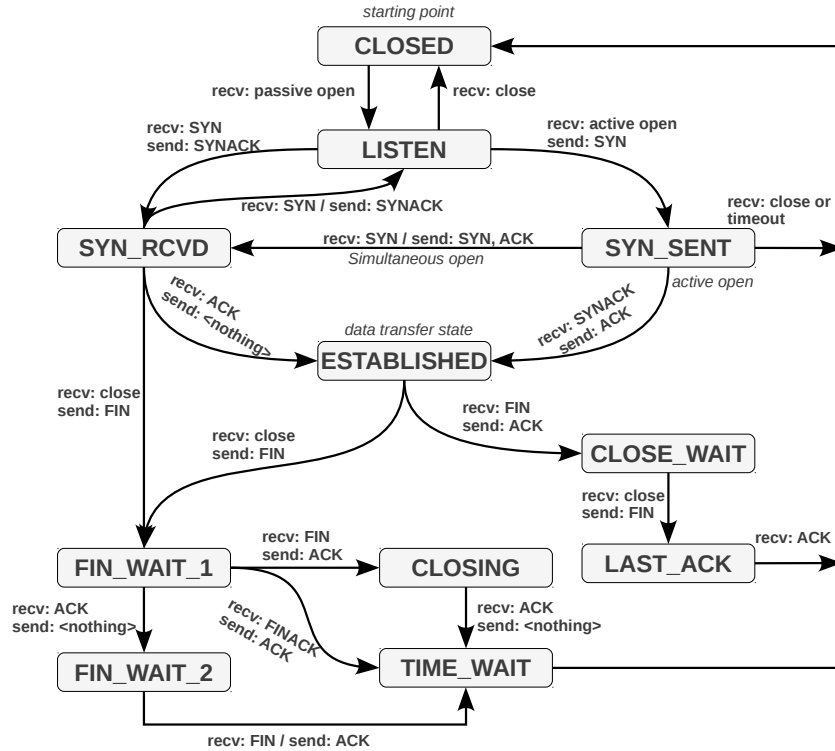 starting point
CLOSED
recv: passive open
recv: close
recv: SYN
send: SYNACK
LISTEN
recv: active open
send: SYN
recv: SYN / send: SYNACK
recv: close or
timeout
SYN_RCVD
recv: SYN / send: SYN, ACK
Simultaneous open
SYN_SENT
active open
recv: ACK
send: <nothing>
data transfer state
recv: SYNACK
send: ACK
ESTABLISHED
recv: close
send: FIN
recv: FIN
send: ACK
recv: close
send: FIN
CLOSE_WAIT
recv: close
send: FIN
FIN_WAIT_1
recv: FIN
send: ACK
CLOSING
LAST_ACK
recv: ACK
recv: ACK
send: <nothing>
recv: FINACK
send: ACK
recv: ACK
send: <nothing>
FIN_WAIT_2
TIME_WAIT
recv: FIN / send: ACK